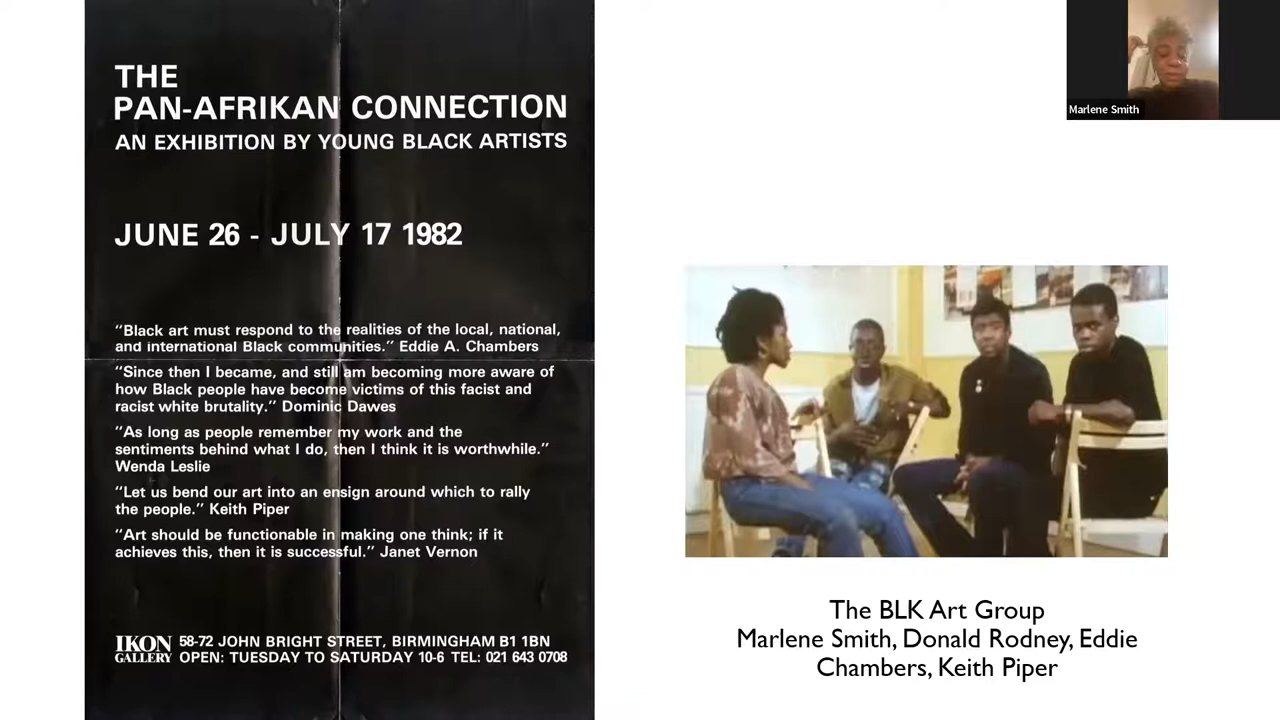 THE
PAN-AFRIKAN CONNECTION
AN EXHIBITION BY YOUNG BLACK ARTISTS
JUNE 26 - JULY 17 1982
"Black art must respond to the realities of the local, national,
and international Black communities." Eddie A. Chambers
"Since then I became, and still am becoming more aware of
how Black people have become victims of this facist and
racist white brutality." Dominic Dawes
"As long as people remember my work and the
sentiments behind what I do, then I think it is worthwhile."
Wenda Leslie
"Let us bend our art into an ensign around which to rally
the people." Keith Piper
"Art should be functionable in making one think; if it
achieves this, then it is successful." Janet Vernon
IKON
GALLERY
58-72 JOHN BRIGHT STREET, BIRMINGHAM B1 1BN
OPEN: TUESDAY TO SATURDAY 10-6 TEL: 021 643 0708
Marlene Smith
The BLK Art Group
Marlene Smith, Donald Rodney, Eddie
Chambers, Keith Piper